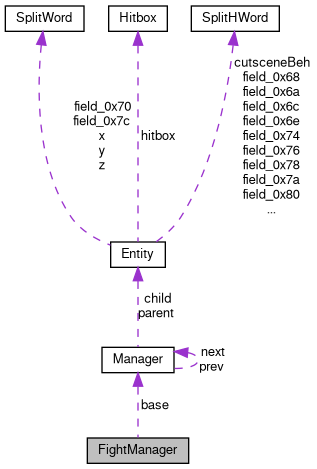 SplitWord
Hitbox
SplitHWord
field_0x70
field_0x7c
x
y
z
hitbox
cutsceneBeh
field_0x68
field_0x6a
field_0x6c
field_0x6e
field_0x74
field_0x76
field_0x78
field_0x7a
field_0x80
...
Entity
child
parent
Manager
next
prev
base
FightManager